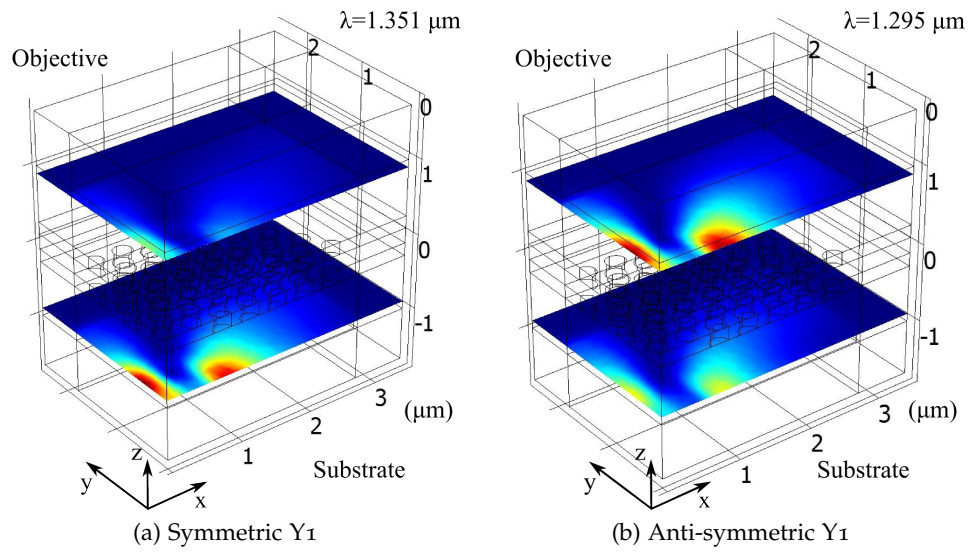 λ=1.351 μm
Objective
2
1
0
1
0
-1
3
2
1
(μm)
Substrate
z
y
x
(a) Symmetric Y1
λ=1.295 μm
Objective
2
1
0
1
0
-1
3
2
1
(μm)
Substrate
z
y
x
(b) Anti-symmetric Y1